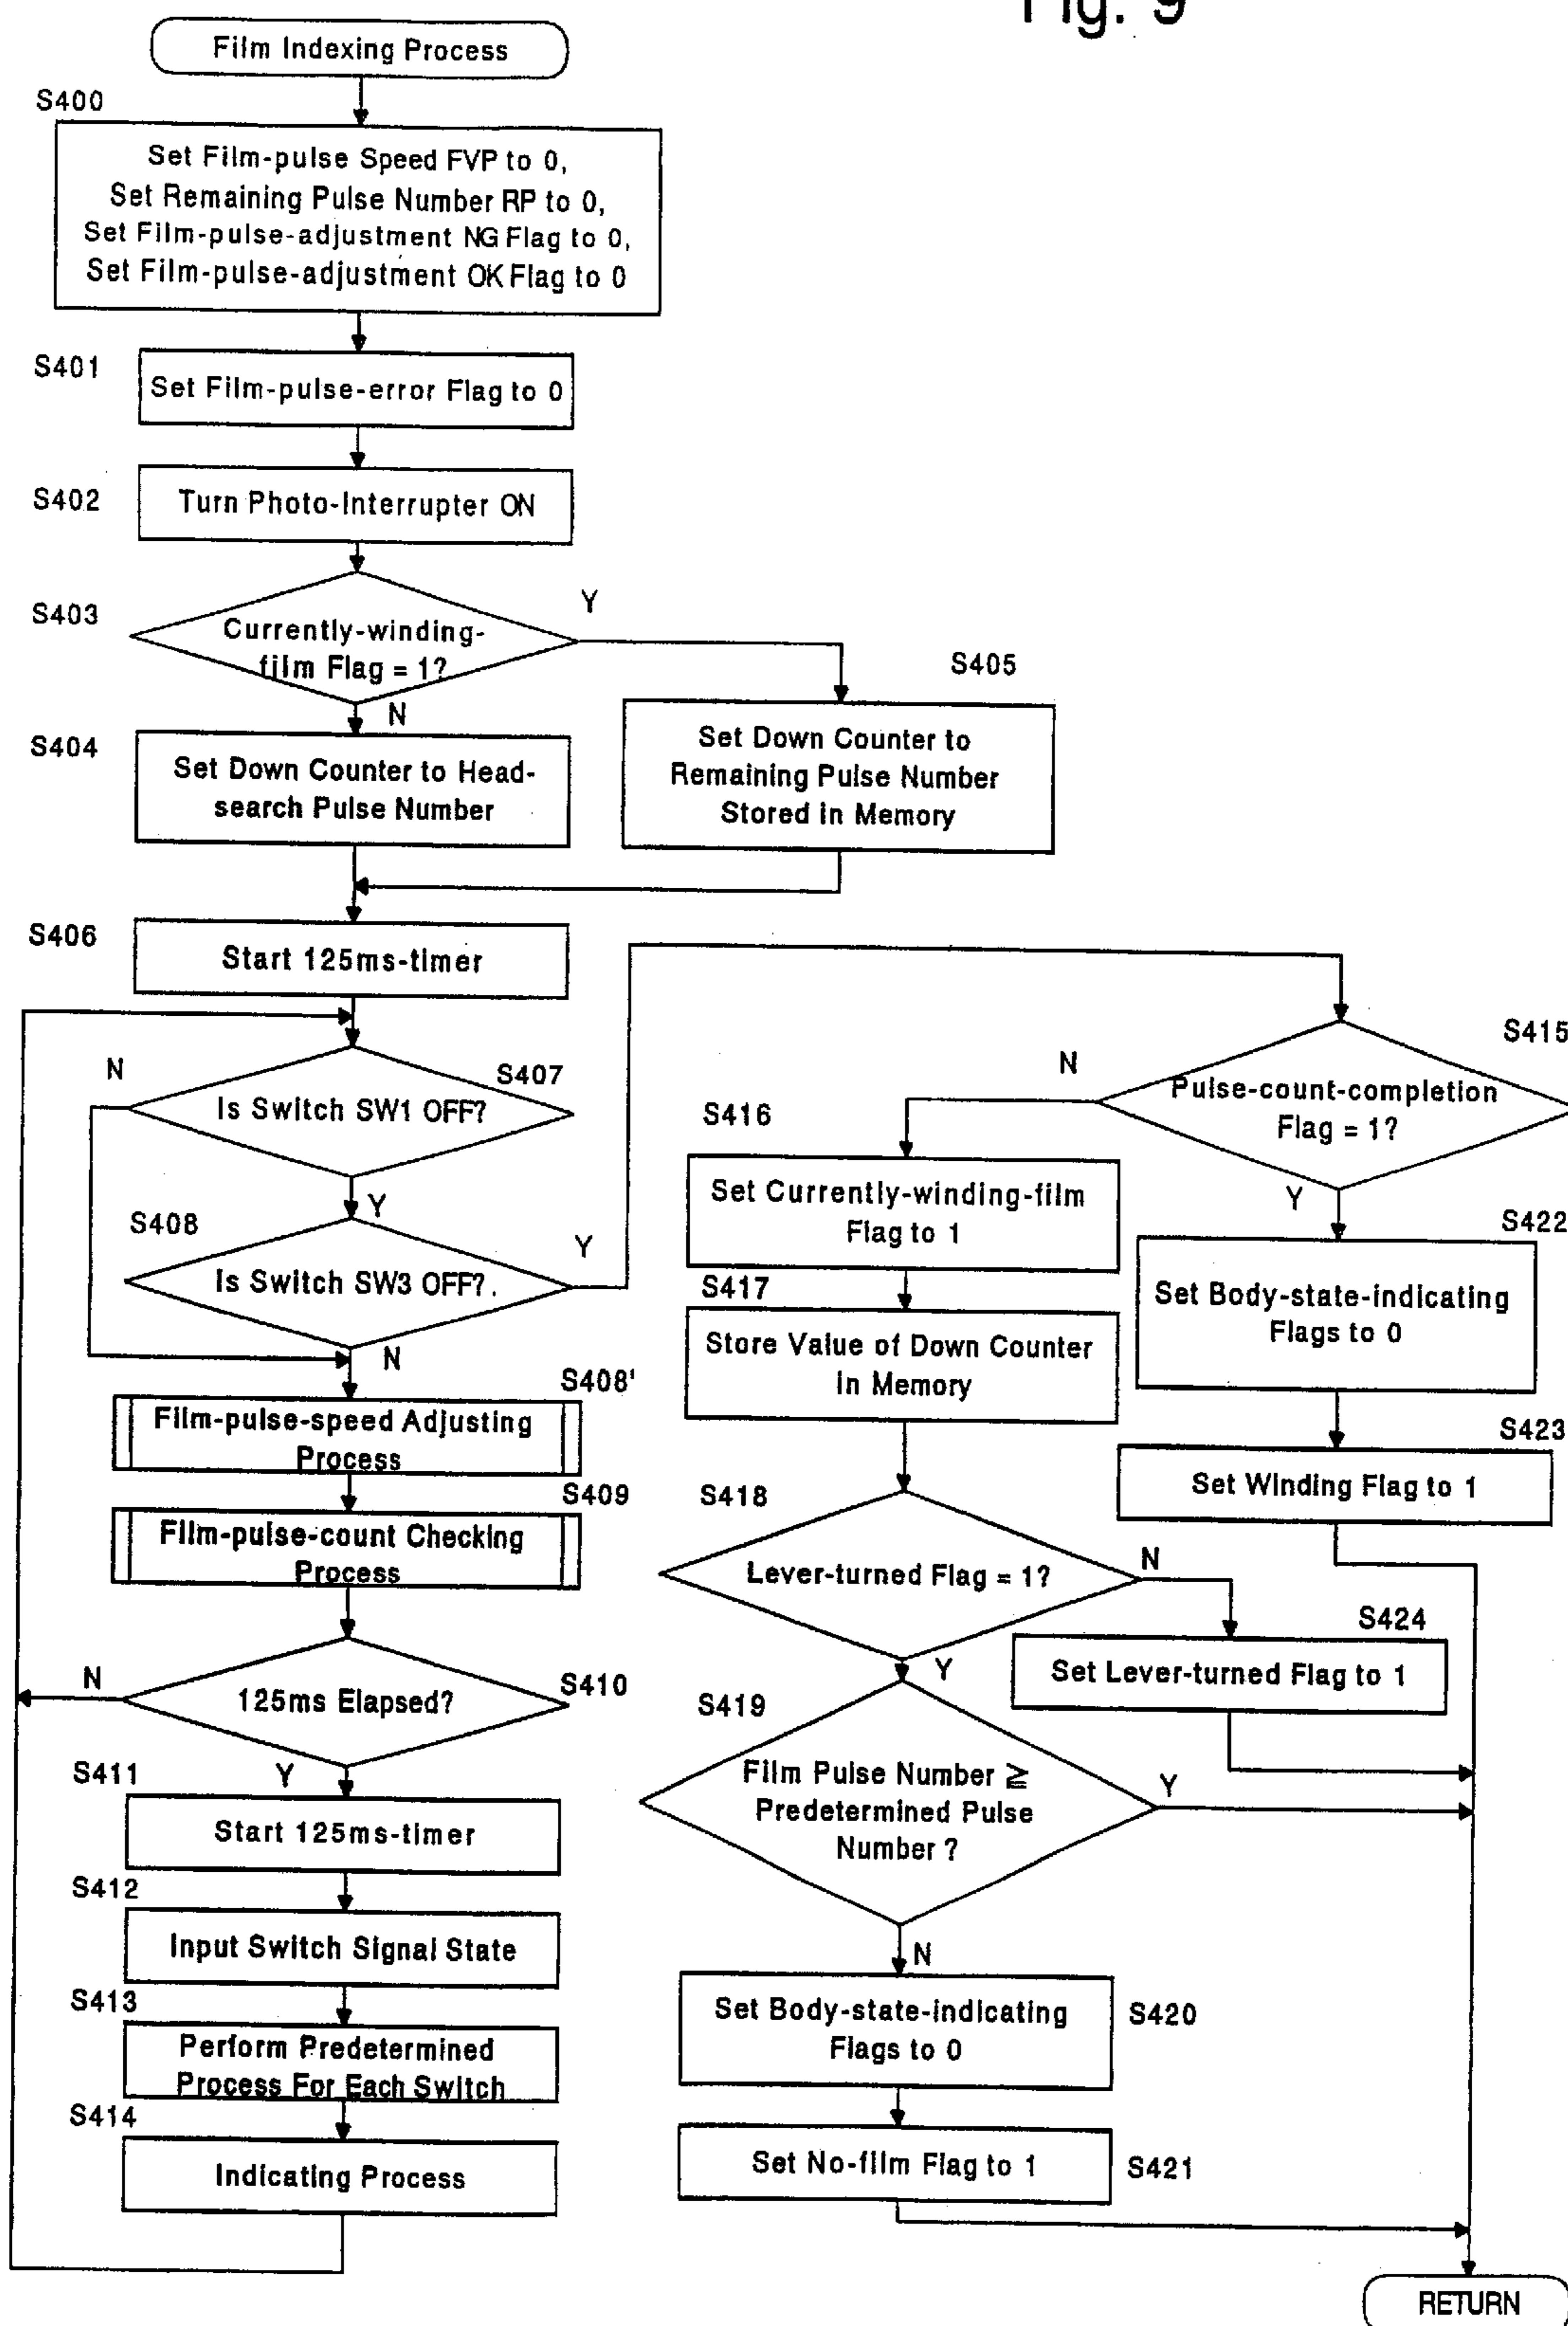 Fig. 9
Film Indexing Process
S400
Set Film-pulse Speed FVP to 0,
Set Remaining Pulse Number RP to 0,
Set Film-pulse-adjustment NG Flag to 0,
Set Film-pulse-adjustment OK Flag to 0
S401
Set Film-pulse-error Flag to 0
S402
Turn Photo-Interrupter ON
S403
Currently-winding-
film Flag = 1?
Y
N
S404
Set Down Counter to Head-
search Pulse Number
S405
Set Down Counter to
Remaining Pulse Number
Stored in Memory
S406
Start 125ms-timer
N
S407
Is Switch SW1 OFF?
Y
S408
Is Switch SW3 OFF?
Y
N
S408'
Film-pulse-speed Adjusting
Process
S409
Film-pulse-count Checking
Process
N
125ms Elapsed?
S410
Y
S411
Start 125ms-timer
S412
Input Switch Signal State
S413
Perform Predetermined
Process For Each Switch
S414
Indicating Process
S415
Pulse-count-completion
Flag = 1?
N
Y
S416
Set Currently-winding-film
Flag to 1
S417
Store Value of Down Counter
in Memory
S418
Lever-turned Flag = 1?
N
Y
S419
Film Pulse Number ≧
Predetermined Pulse
Number ?
Y
N
Set Body-state-indicating
Flags to 0
S420
Set No-film Flag to 1
S421
S422
Set Body-state-indicating
Flags to 0
S423
Set Winding Flag to 1
S424
Set Lever-turned Flag to 1
RETURN